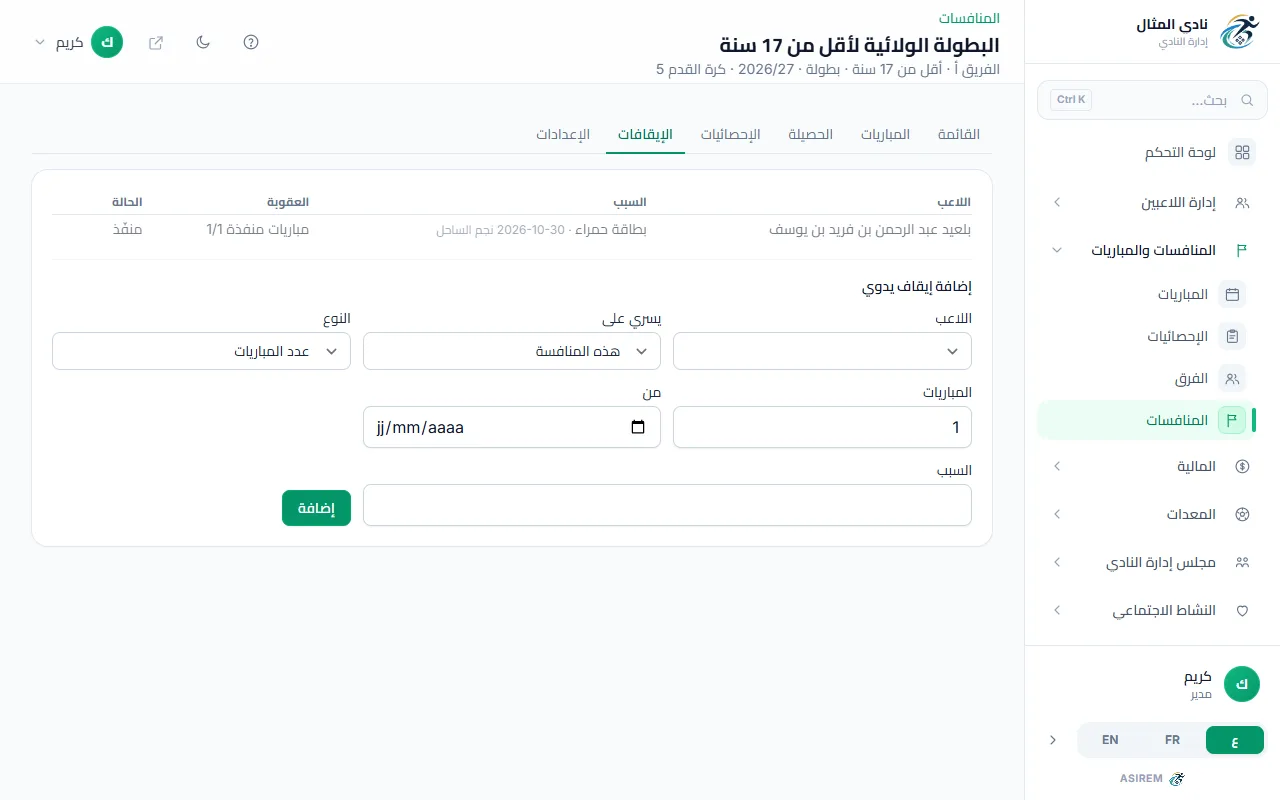 نادي المثال
إدارة النادي
بحث...
Ctrl K
لوحة التحكم
إدارة اللاعبين
المنافسات والمباريات
المباريات
الإحصائيات
الفرق
المنافسات
المالية
المعدات
مجلس إدارة النادي
النشاط الاجتماعي
ك
كريم
مدير
ع
FR
EN
ASIREM
المنافسات
البطولة الولائية لأقل من 17 سنة
الفريق أ · أقل من 17 سنة · بطولة · 2026/27 · كرة القدم 5
ك
كريم
القائمة
المباريات
الحصيلة
الإحصائيات
الإيقافات
الإعدادات
اللاعب السبب العقوبة الحالة
بلعيد عبد الرحمن بن فريد بن يوسف بطاقة حمراء · 2026-10-30 نجم الساحل مباريات منفذة 1/1 منفّذ
إضافة إيقاف يدوي
اللاعب يسري على النوع
هذه المنافسة عدد المباريات
المباريات من
1 jj/mm/aaaa
السبب
إضافة